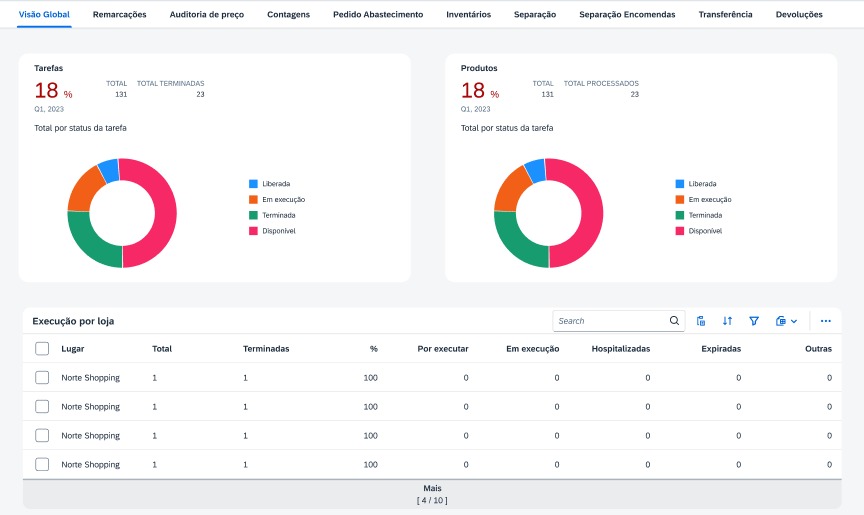 Visão Global Remarcações Auditoria de preço Contagens Pedido Abastecimento Inventários Separação Separação Encomendas Transferência Devoluções
Tarefas
18 % TOTAL 131 TOTAL TERMINADAS 23
Q1, 2023
Total por status da tarefa
Liberada
Em execução
Terminada
Disponível
Produtos
18 % TOTAL 131 TOTAL PROCESSADOS 23
Q1, 2023
Total por status da tarefa
Liberada
Em execução
Terminada
Disponível
Execução por loja Search
Lugar Total Terminadas % Por executar Em execução Hospitalizadas Expiradas Outras
Norte Shopping 1 1 100 0 0 0 0 0
Norte Shopping 1 1 100 0 0 0 0 0
Norte Shopping 1 1 100 0 0 0 0 0
Norte Shopping 1 1 100 0 0 0 0 0
Mais
[ 4 / 10 ]